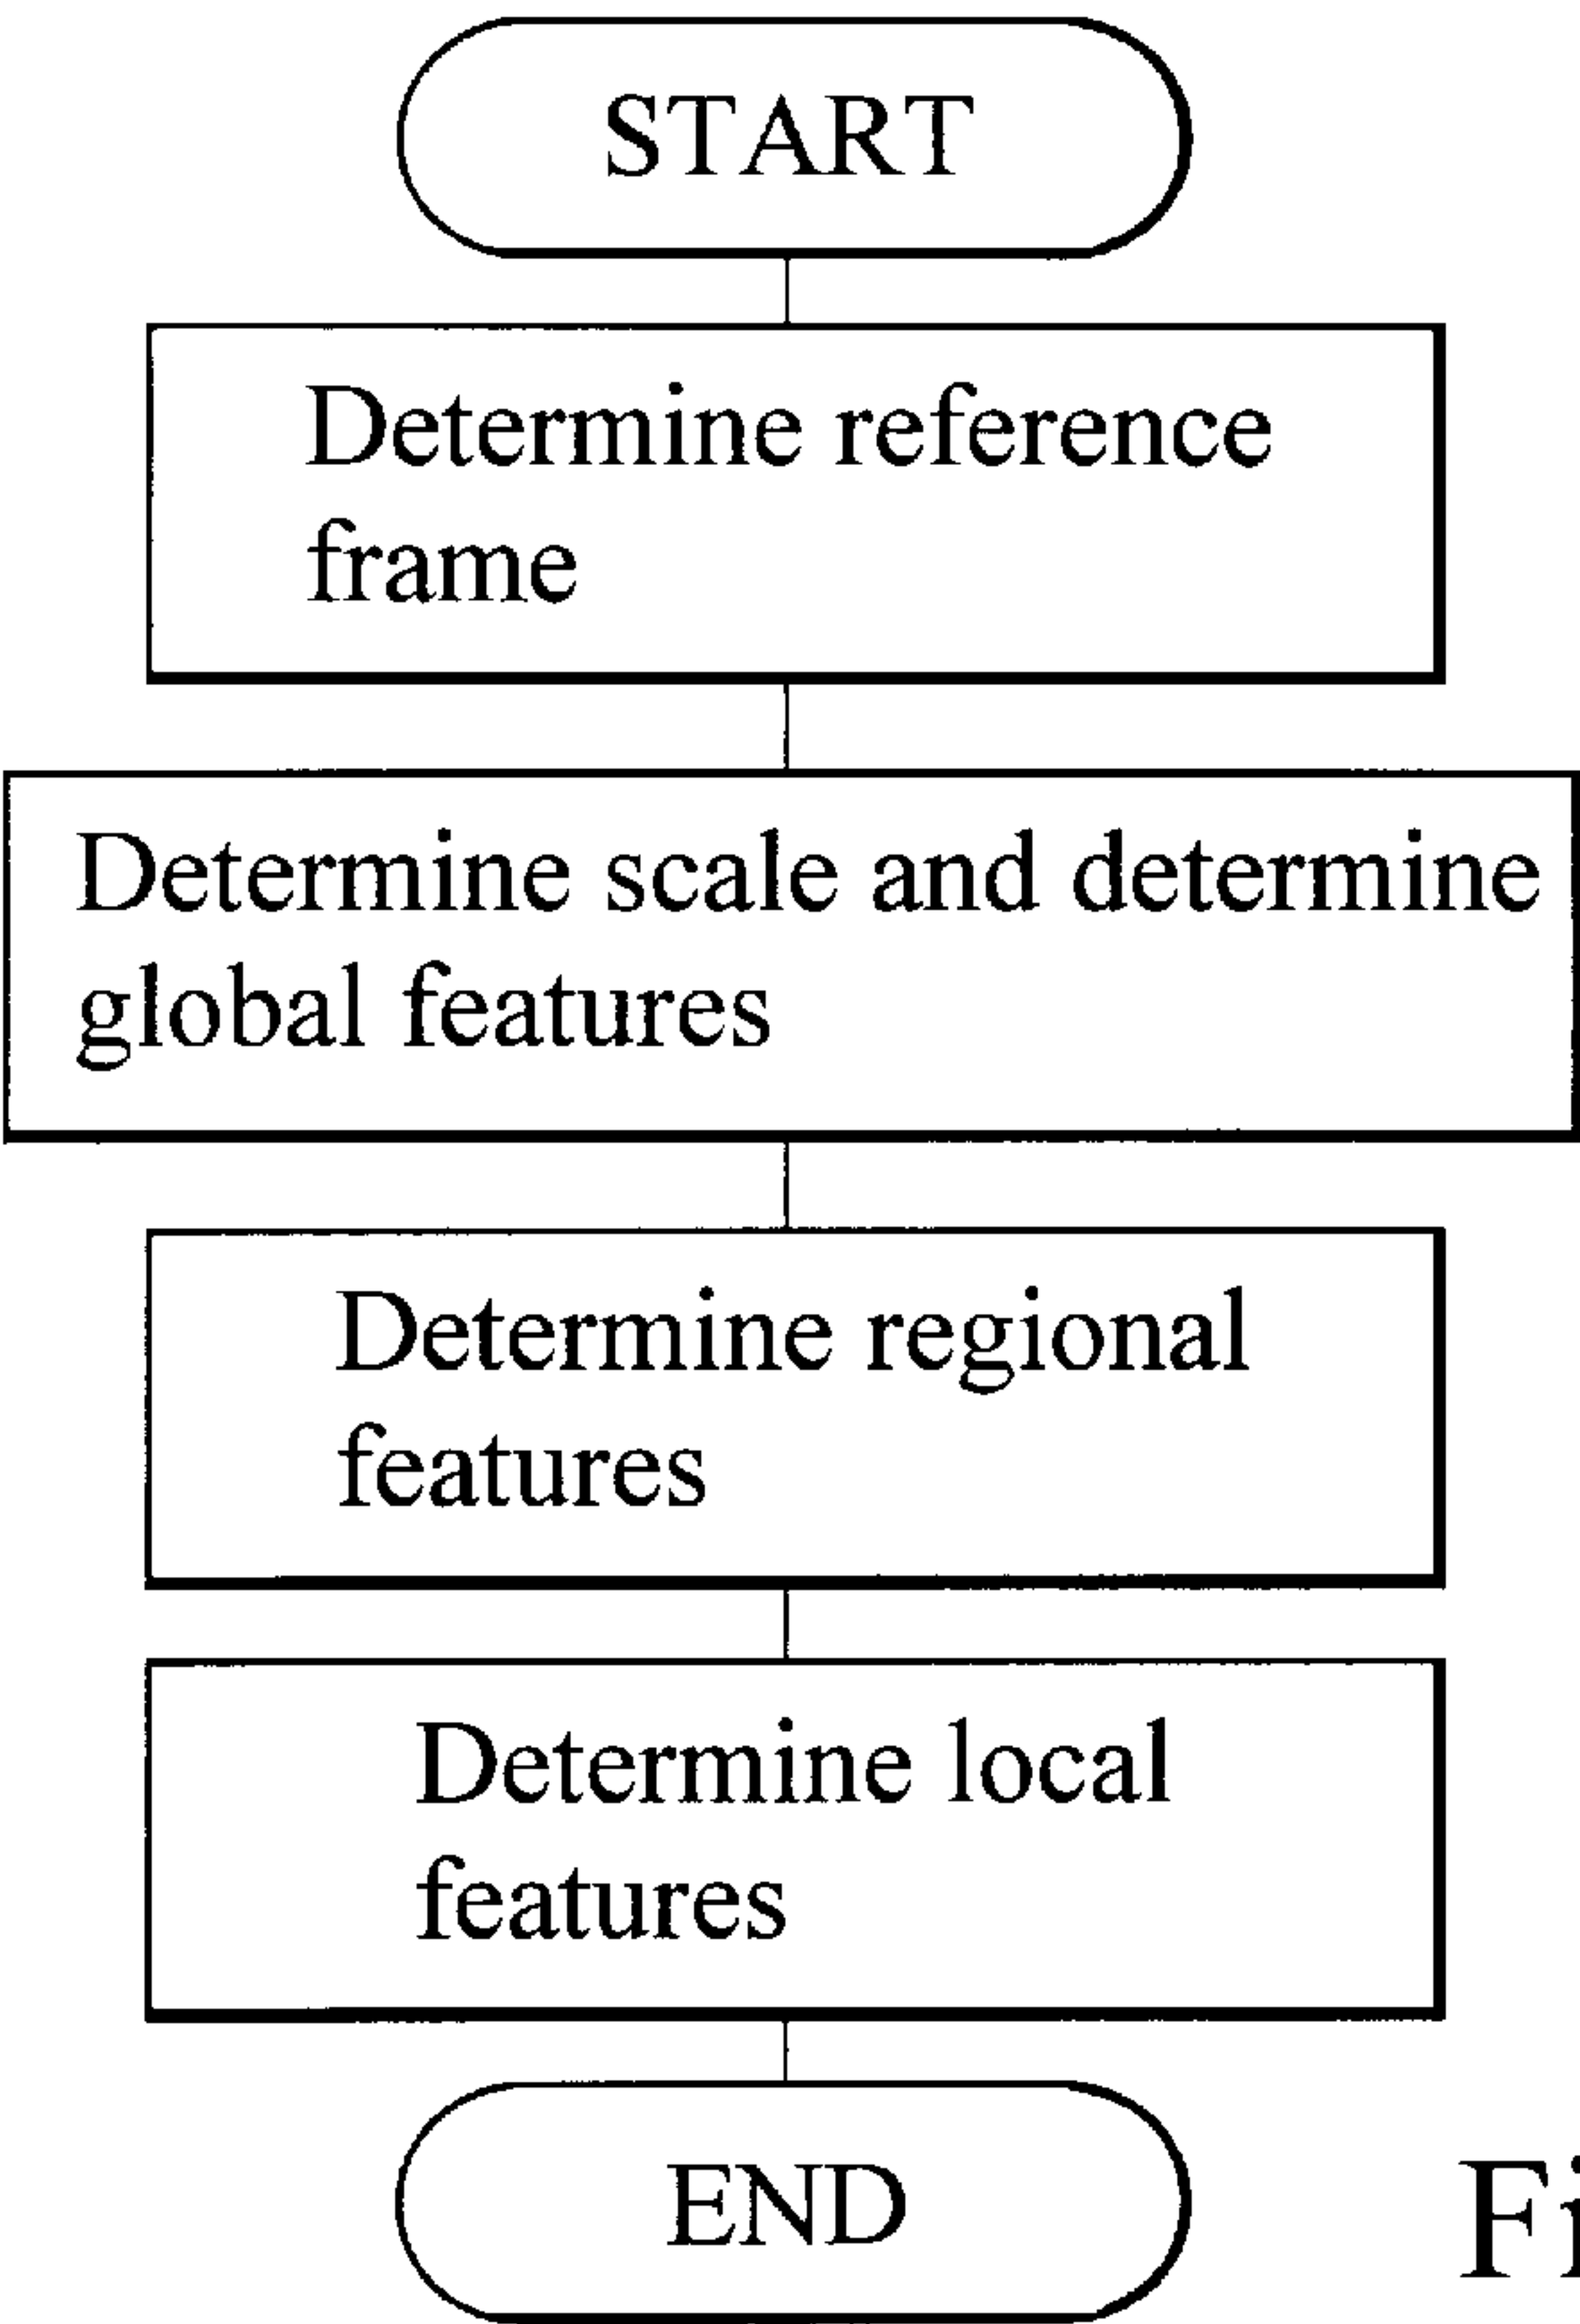 START
Determine reference
frame
Determine scale and determine
global features
Determine regional
features
Determine local
features
END